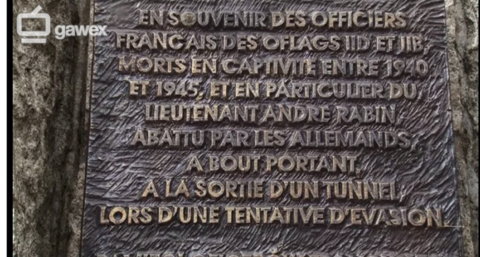 gawex
EN SOUVENIR DES OFFICIERS
FRANÇAIS DES OFLAGS IID ET IIB,
MORTS EN CAPTIVITÉ ENTRE 1940
ET 1945, ET EN PARTICULIER DU
LIEUTENANT ANDRÉ RABIN,
ABATTU PAR LES ALLEMANDS,
A BOUT PORTANT,
A LA SORTIE D'UN TUNNEL,
LORS D'UNE TENTATIVE D'ÉVASION.